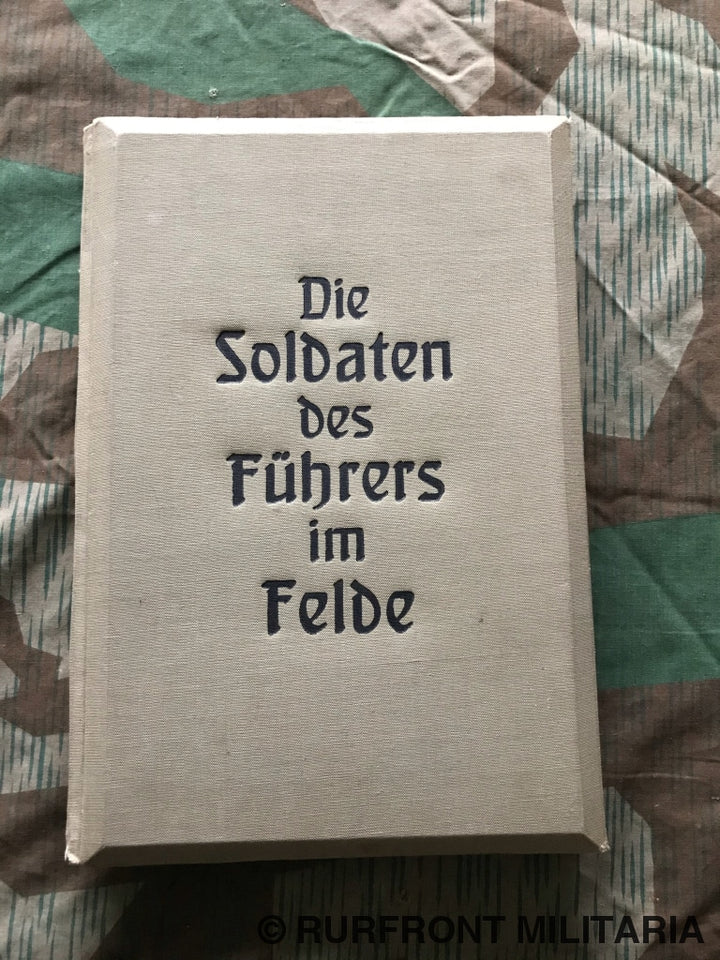 Die
Soldaten
des
Führers
im
Felde
© RURFRONT MILITARIA